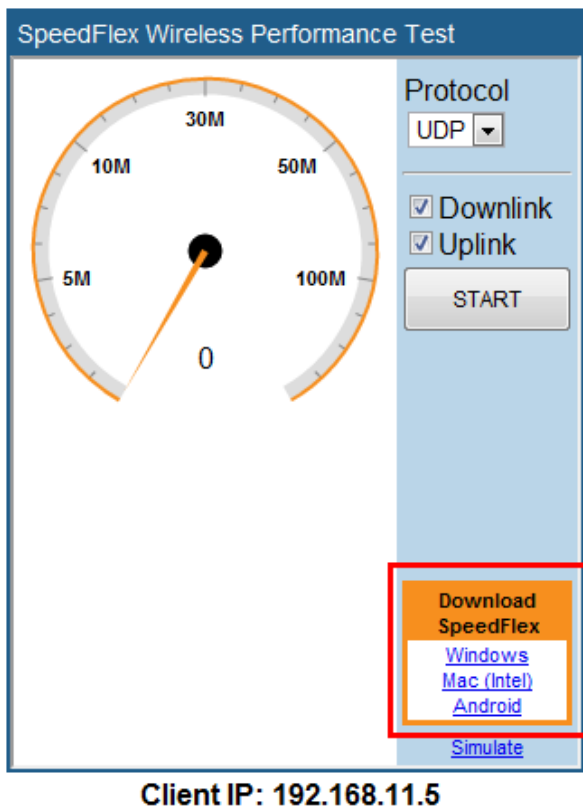 SpeedFlex Wireless Performance Test
30M
10M
50M
5M
100M
0
Protocol
UDP
Downlink
Uplink
START
Download
SpeedFlex
Windows
Mac (Intel)
Android
Simulate
Client IP: 192.168.11.5